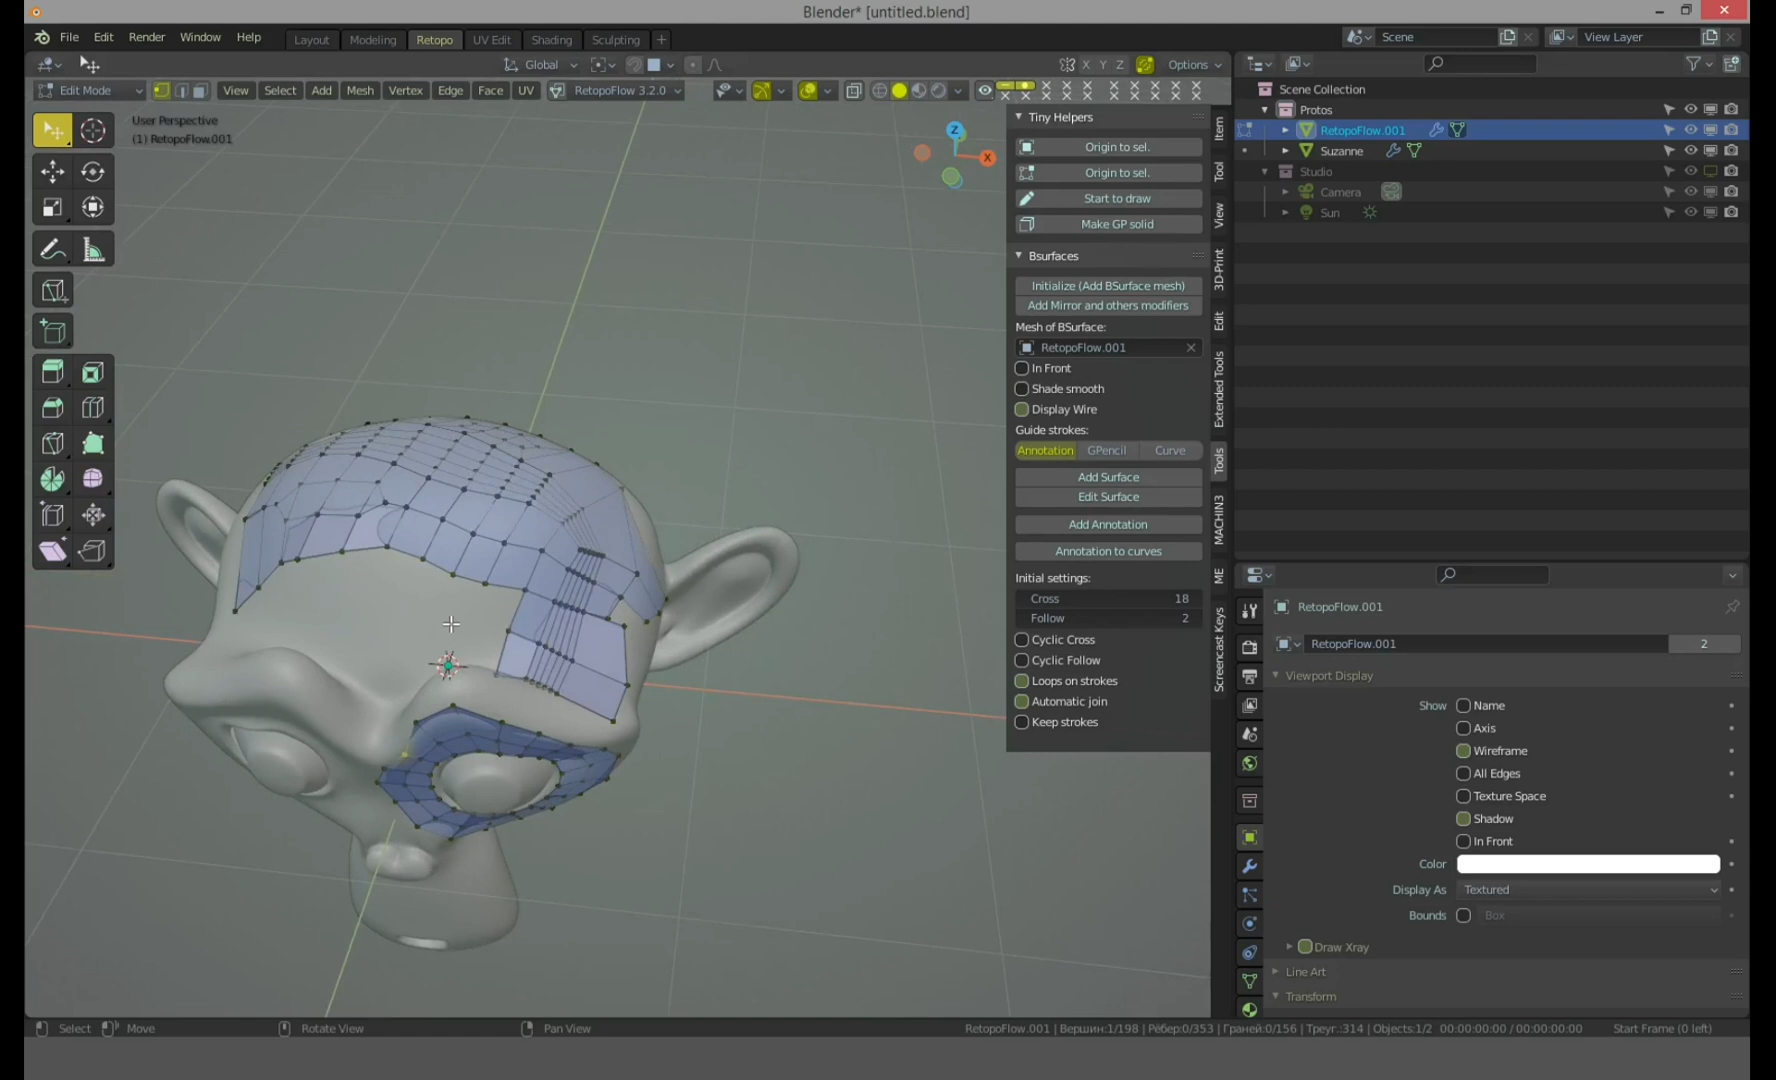 Blender* [untitled.blend]
File Edit Render Window Help
Layout Modeling Retopo UV Edit Shading Sculpting +
Scene View Layer
Global X Y Z Options
Edit Mode View Select Add Mesh Vertex Edge Face UV RetopoFlow 3.2.0
User Perspective
(1) RetopoFlow.001
Z
X
Tiny Helpers
Origin to sel.
Origin to sel.
Start to draw
Make GP solid
Bsurfaces
Initialize (Add BSurface mesh)
Add Mirror and others modifiers
Mesh of BSurface:
RetopoFlow.001
In Front
Shade smooth
Display Wire
Guide strokes:
Annotation GPencil Curve
Add Surface
Edit Surface
Add Annotation
Annotation to curves
Initial settings:
Cross 18
Follow 2
Cyclic Cross
Cyclic Follow
Loops on strokes
Automatic join
Keep strokes
Item
Tool
View
3D-Print
Edit
Extended Tools
Tools
MACHIN3
ME
Screencast Keys
Scene Collection
Protos
RetopoFlow.001
Suzanne
Studio
Camera
Sun
RetopoFlow.001
RetopoFlow.001 2
Viewport Display
Show Name
Axis
Wireframe
All Edges
Texture Space
Shadow
In Front
Color
Display As Textured
Bounds Box
Draw Xray
Line Art
Transform
Select Move Rotate View Pan View
RetopoFlow.001 | Вершин:1/198 | Рёбер:0/353 | Граней:0/156 | Треуг.:314 | Objects:1/2 00:00:00:00 / 00:00:00:00 Start Frame (0 left)